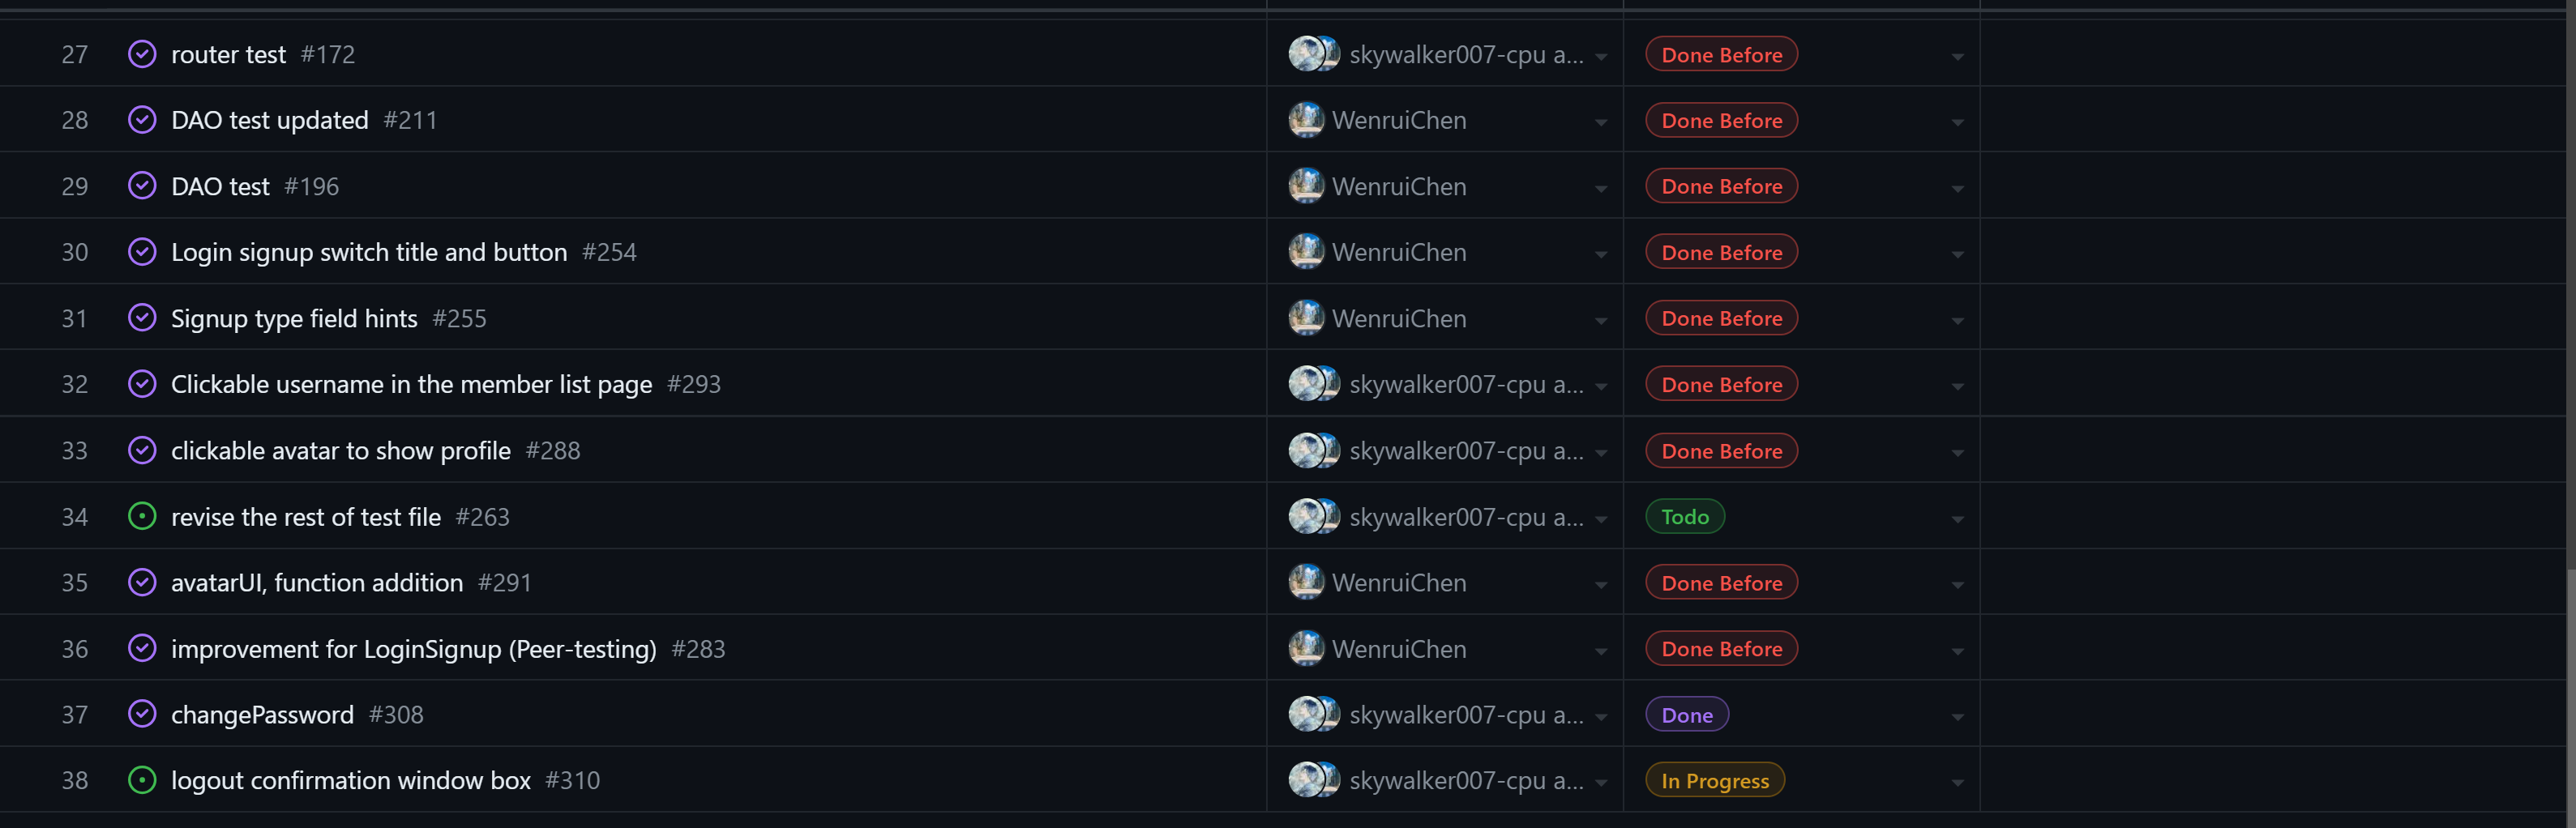 27 router test #172 skywalker007-cpu a... Done Before
28 DAO test updated #211 WenruiChen Done Before
29 DAO test #196 WenruiChen Done Before
30 Login signup switch title and button #254 WenruiChen Done Before
31 Signup type field hints #255 WenruiChen Done Before
32 Clickable username in the member list page #293 skywalker007-cpu a... Done Before
33 clickable avatar to show profile #288 skywalker007-cpu a... Done Before
34 revise the rest of test file #263 skywalker007-cpu a... Todo
35 avatarUI, function addition #291 WenruiChen Done Before
36 improvement for LoginSignup (Peer-testing) #283 WenruiChen Done Before
37 changePassword #308 skywalker007-cpu a... Done
38 logout confirmation window box #310 skywalker007-cpu a... In Progress